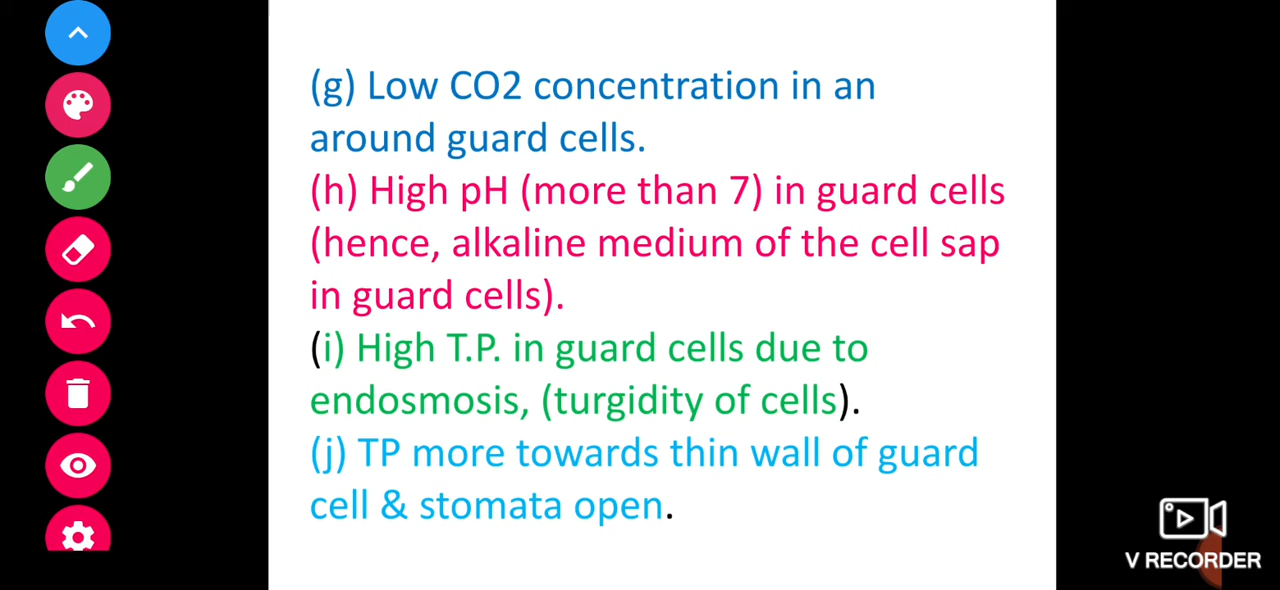 (g) Low CO2 concentration in an
around guard cells.
(h) High pH (more than 7) in guard cells
(hence, alkaline medium of the cell sap
in guard cells).
(i) High T.P. in guard cells due to
endosmosis, (turgidity of cells).
(j) TP more towards thin wall of guard
cell & stomata open.
V RECORDER